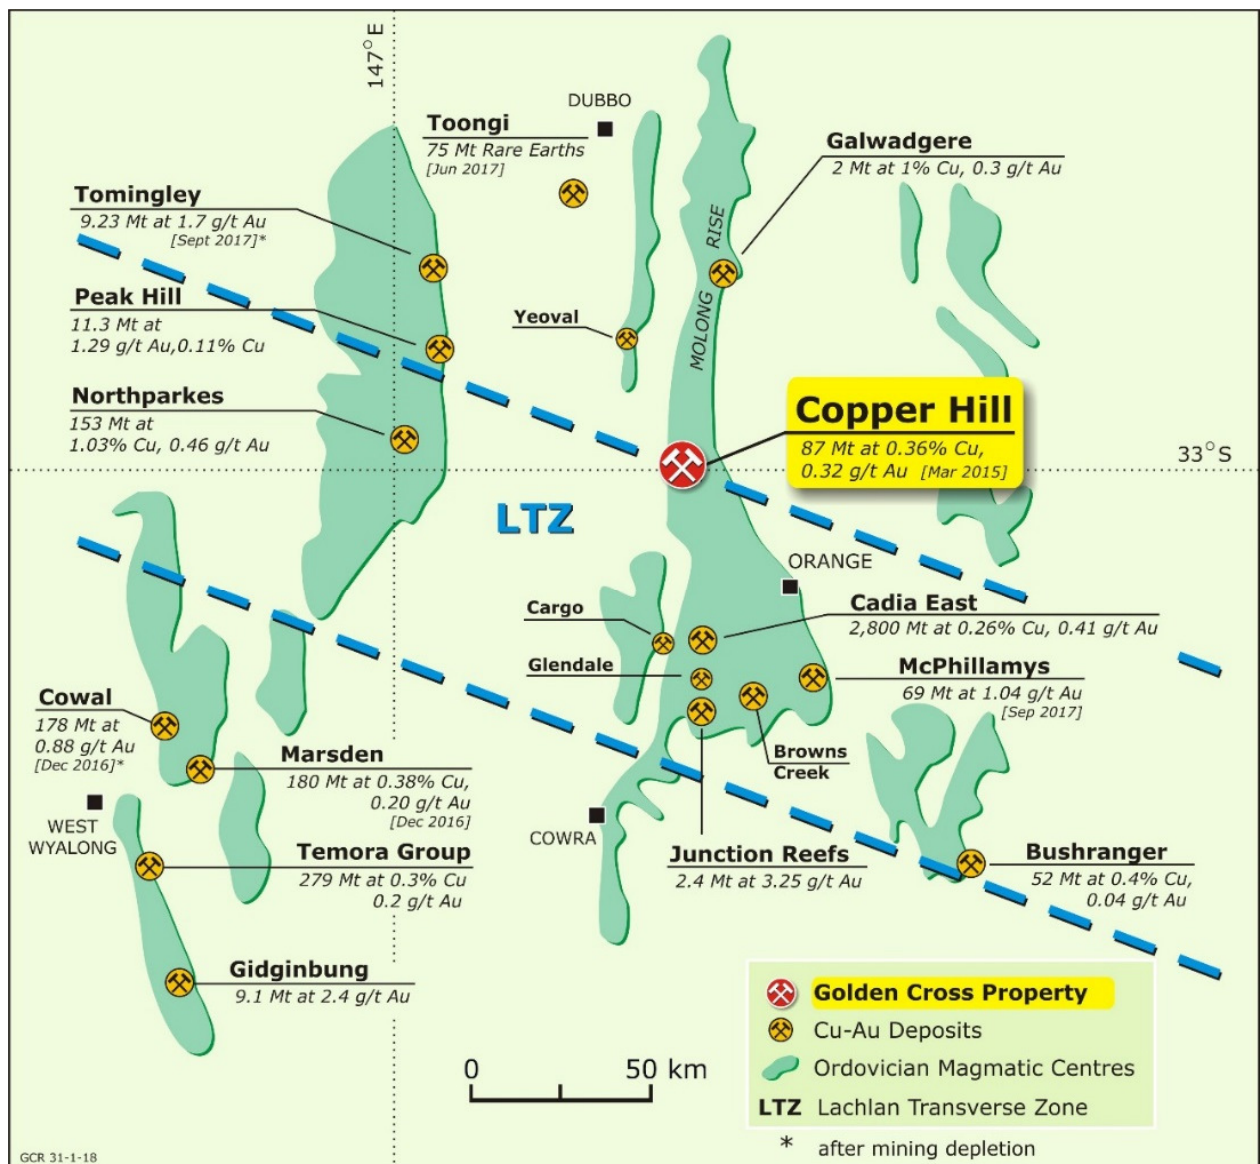 147°E
DUBBO
Toongi
75 Mt Rare Earths
[Jun 2017]
Galwadgere
2 Mt at 1% Cu, 0.3 g/t Au
Tomingley
9.23 Mt at 1.7 g/t Au
[Sept 2017]*
MOLONG RISE
Peak Hill
11.3 Mt at
1.29 g/t Au,0.11% Cu
Yeoval
Northparkes
153 Mt at
1.03% Cu, 0.46 g/t Au
Copper Hill
87 Mt at 0.36% Cu,
0.32 g/t Au [Mar 2015]
33°S
LTZ
ORANGE
Cargo
Cadia East
2,800 Mt at 0.26% Cu, 0.41 g/t Au
Glendale
McPhillamys
69 Mt at 1.04 g/t Au
[Sep 2017]
Cowal
178 Mt at
0.88 g/t Au
[Dec 2016]*
Marsden
180 Mt at 0.38% Cu,
0.20 g/t Au
[Dec 2016]
Browns
Creek
WEST
WYALONG
COWRA
Temora Group
279 Mt at 0.3% Cu
0.2 g/t Au
Junction Reefs
2.4 Mt at 3.25 g/t Au
Bushranger
52 Mt at 0.4% Cu,
0.04 g/t Au
Gidginbung
9.1 Mt at 2.4 g/t Au
0 50 km
Golden Cross Property
Cu-Au Deposits
Ordovician Magmatic Centres
LTZ Lachlan Transverse Zone
* after mining depletion
GCR 31-1-18